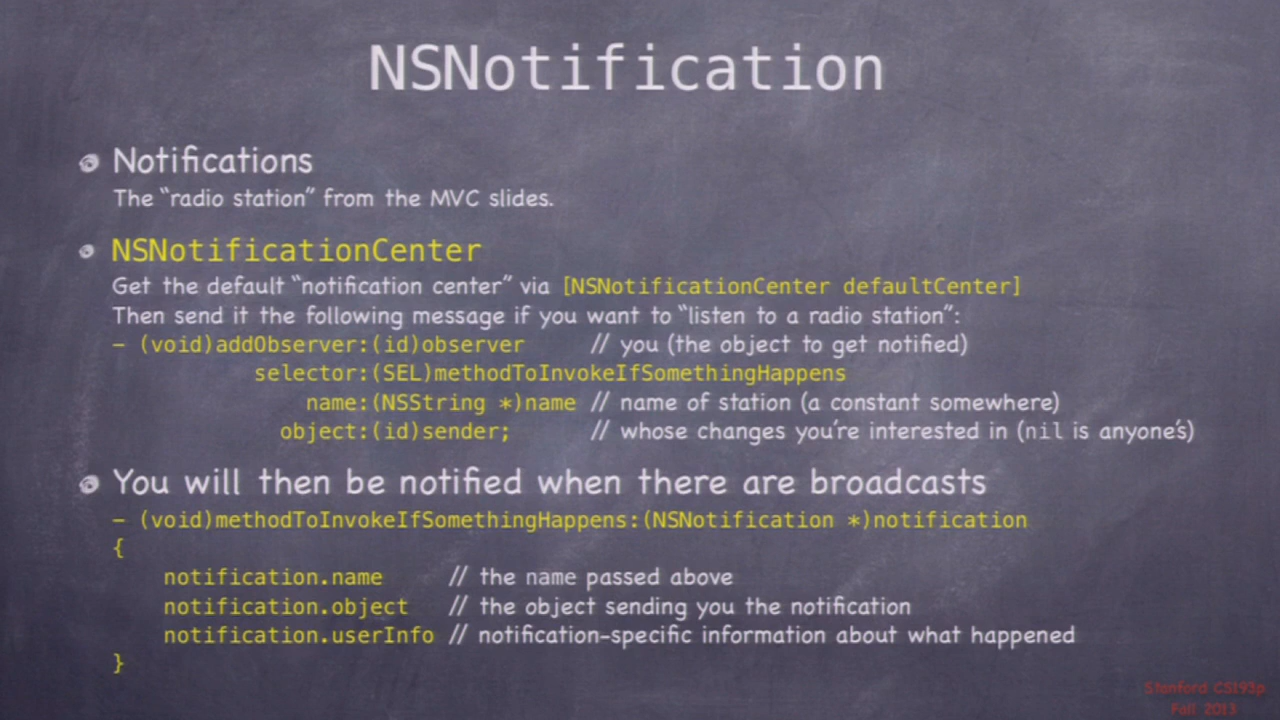 NSNotification
Notifications
The “radio station” from the MVC slides.
NSNotificationCenter
Get the default “notification center” via [NSNotificationCenter defaultCenter]
Then send it the following message if you want to “listen to a radio station”:
– (void)addObserver:(id)observer // you (the object to get notified)
selector:(SEL)methodToInvokeIfSomethingHappens
name:(NSString *)name // name of station (a constant somewhere)
object:(id)sender; // whose changes you’re interested in (nil is anyone’s)
You will then be notified when there are broadcasts
– (void)methodToInvokeIfSomethingHappens:(NSNotification *)notification
{
notification.name // the name passed above
notification.object // the object sending you the notification
notification.userInfo // notification-specific information about what happened
}
Stanford CS193p
Fall 2013